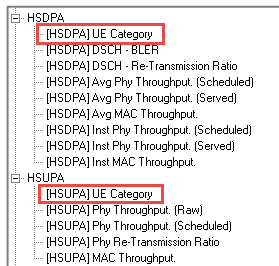 HSDPA
[HSDPA] UE Category
[HSDPA] DSCH - BLER
[HSDPA] DSCH - Re-Transmission Ratio
[HSDPA] Avg Phy Throughput. (Scheduled)
[HSDPA] Avg Phy Throughput. (Served)
[HSDPA] Avg MAC Throughput.
[HSDPA] Inst Phy Throughput. (Scheduled)
[HSDPA] Inst Phy Throughput. (Served)
[HSDPA] Inst MAC Throughput.
HSUPA
[HSUPA] UE Category
[HSUPA] Phy Throughput. (Raw)
[HSUPA] Phy Throughput. (Scheduled)
[HSUPA] Phy Re-Transmission Ratio
[HSUPA] MAC Throughput.